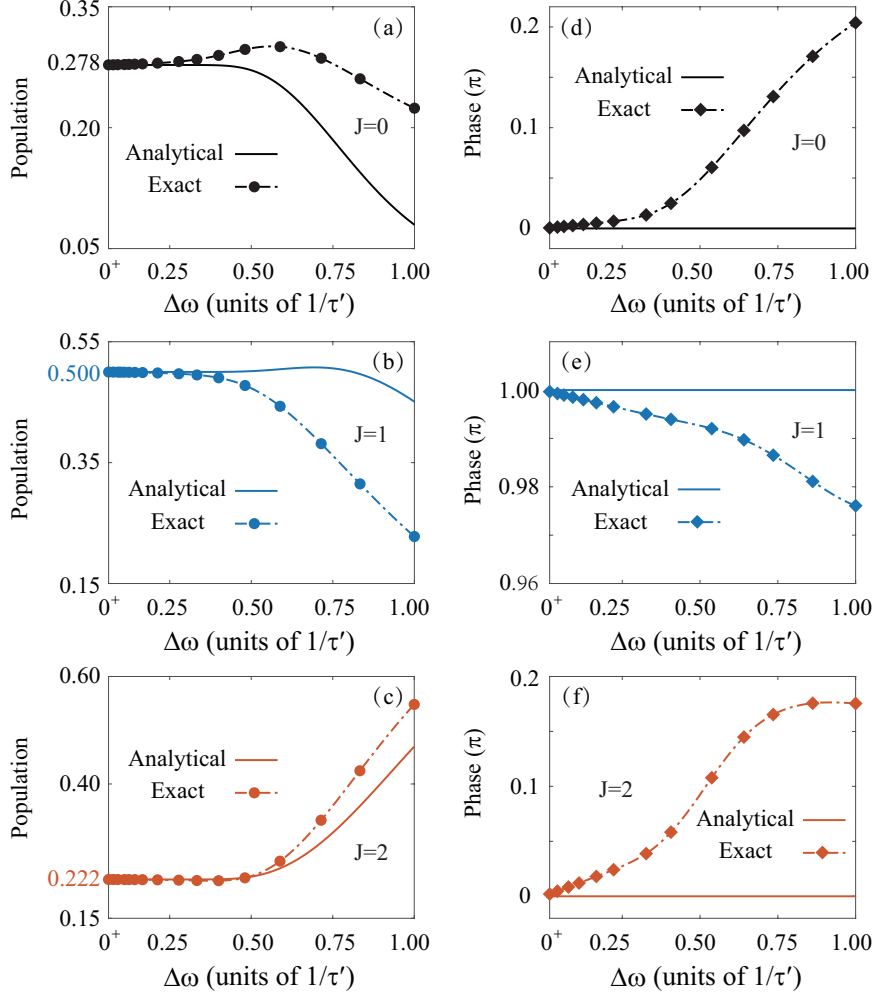 0.35
(a)
0.278
Population
0.20
J=0
Analytical
Exact
0.05
0⁺ 0.25 0.50 0.75 1.00
Δω (units of 1/τ′)
0.2
(d)
Analytical
Exact
Phase (π)
0.1
J=0
0
0⁺ 0.25 0.50 0.75 1.00
Δω (units of 1/τ′)
0.55
(b)
0.500
Population
J=1
0.35
Analytical
Exact
0.15
0⁺ 0.25 0.50 0.75 1.00
Δω (units of 1/τ′)
(e)
1.00
Phase (π)
J=1
0.98
Analytical
Exact
0.96
0⁺ 0.25 0.50 0.75 1.00
Δω (units of 1/τ′)
0.60
(c)
Population
Analytical
0.40
Exact
J=2
0.222
0.15
0⁺ 0.25 0.50 0.75 1.00
Δω (units of 1/τ′)
0.2
(f)
Phase (π)
J=2
0.1
Analytical
Exact
0
0⁺ 0.25 0.50 0.75 1.00
Δω (units of 1/τ′)